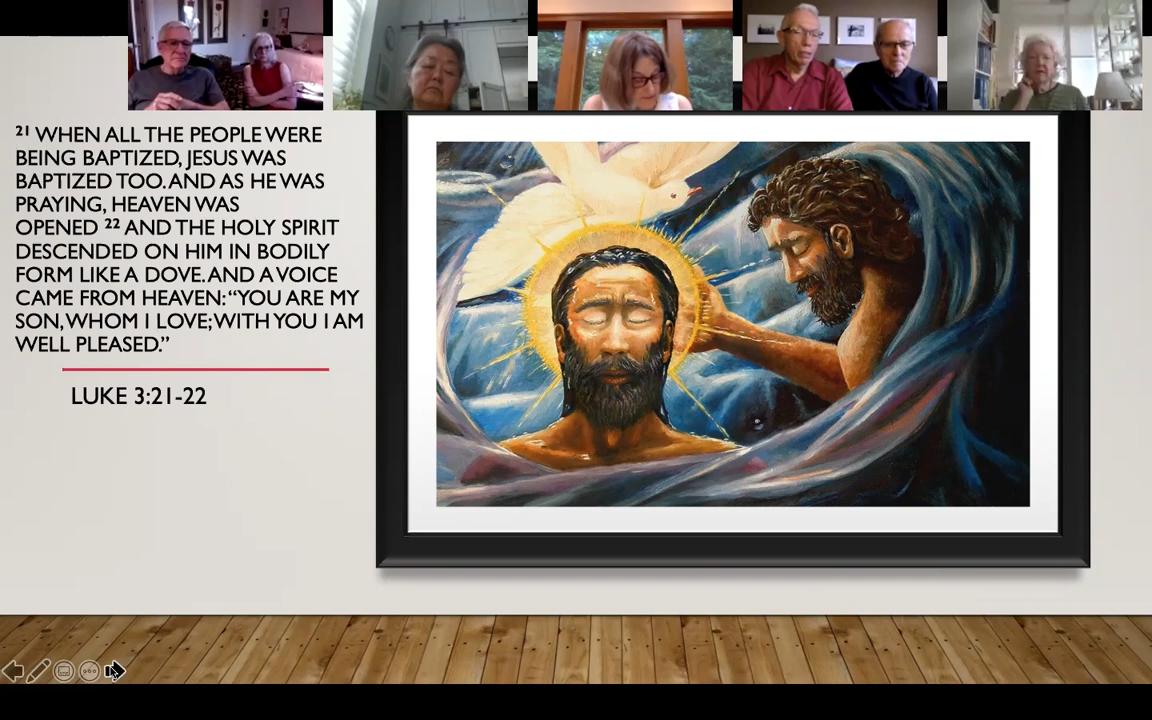 ²¹ WHEN ALL THE PEOPLE WERE
BEING BAPTIZED, JESUS WAS
BAPTIZED TOO. AND AS HE WAS
PRAYING, HEAVEN WAS
OPENED ²² AND THE HOLY SPIRIT
DESCENDED ON HIM IN BODILY
FORM LIKE A DOVE. AND A VOICE
CAME FROM HEAVEN: “YOU ARE MY
SON, WHOM I LOVE; WITH YOU I AM
WELL PLEASED.”
LUKE 3:21-22